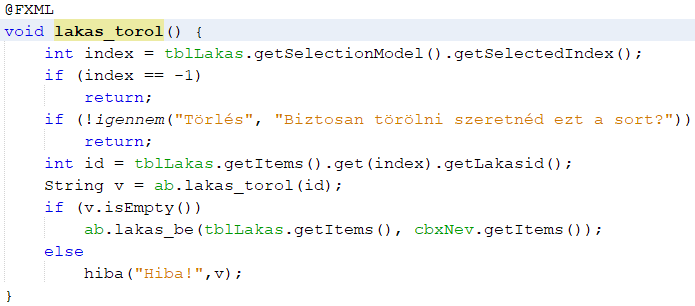 @FXML
void lakas_torol() {
    int index = tblLakas.getSelectionModel().getSelectedIndex();
    if (index == -1)
        return;
    if (!igennem("Törlés", "Biztosan törölni szeretnéd ezt a sort?"))
        return;
    int id = tblLakas.getItems().get(index).getLakasid();
    String v = ab.lakas_torol(id);
    if (v.isEmpty())
        ab.lakas_be(tblLakas.getItems(), cbxNev.getItems());
    else
        hiba("Hiba!",v);
}